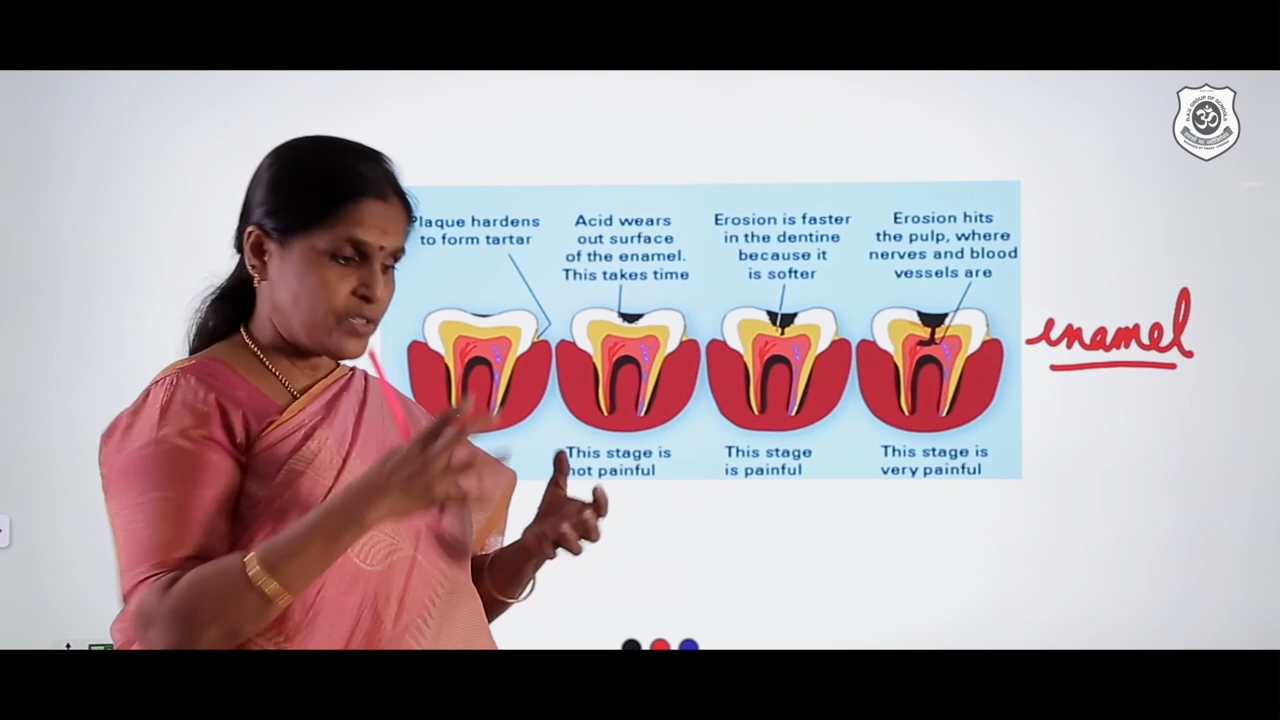 Plaque hardens
to form tartar
Acid wears
out surface
of the enamel.
This takes time
Erosion is faster
in the dentine
because it
is softer
Erosion hits
the pulp, where
nerves and blood
vessels are
enamel
This stage is
not painful
This stage
is painful
This stage is
very painful